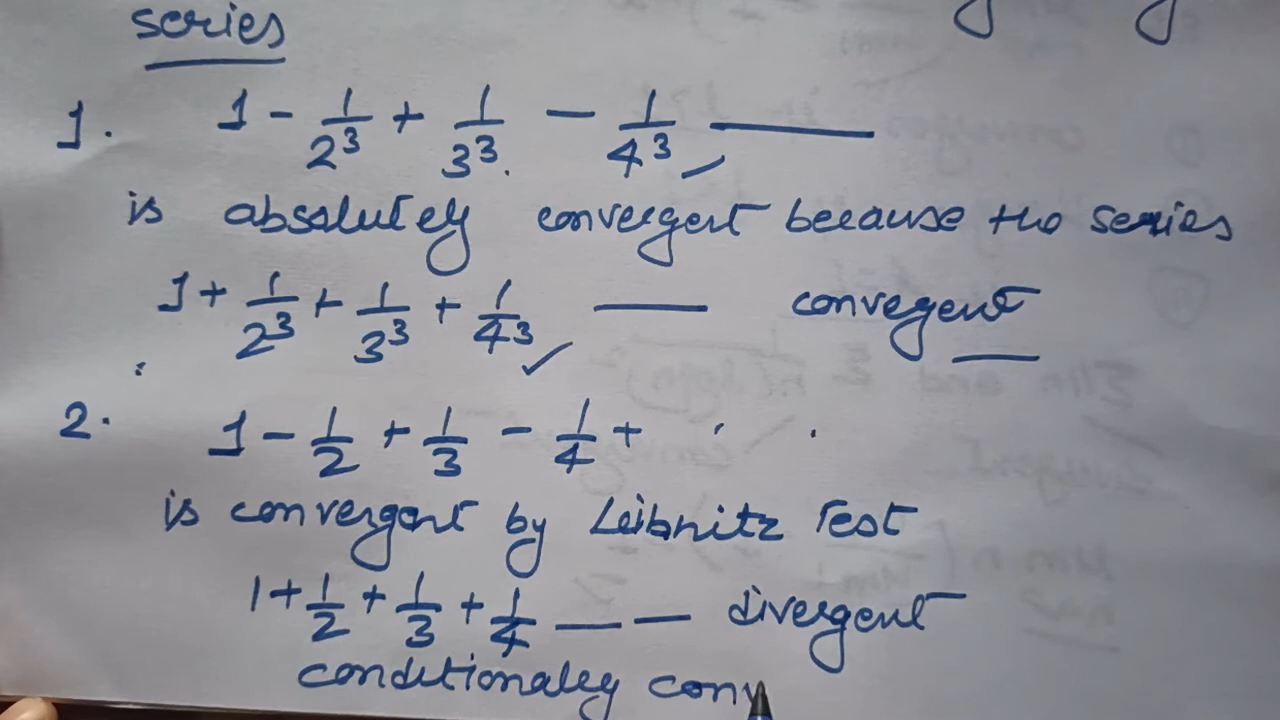 series
1. 1 - 1/2³ + 1/3³ - 1/4³ ———
is absolutely convergent because the series
1 + 1/2³ + 1/3³ + 1/4³ —— convegent
2. 1 - 1/2 + 1/3 - 1/4 + . .
is convergent by Leibnitz Test
1 + 1/2 + 1/3 + 1/4 — — divergent
conditionaley conv